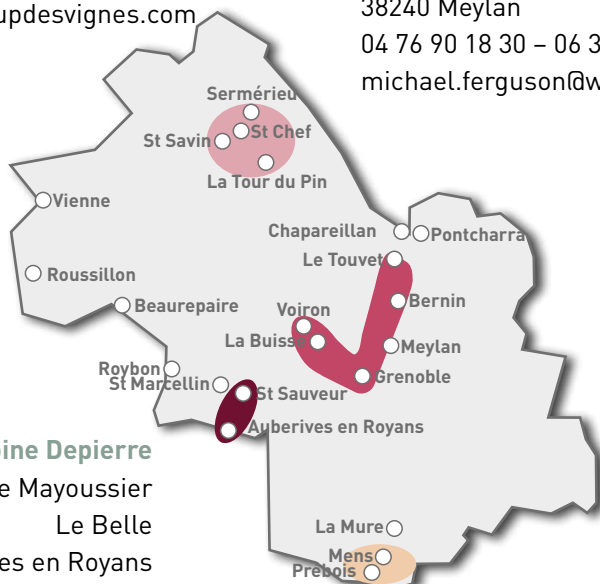 updesvignes.com
38240 Meylan
04 76 90 18 30 – 06 3
michael.ferguson@w
Sermérieu
St Chef
St Savin
La Tour du Pin
Vienne
Chapareillan
Pontcharra
Le Touvet
Roussillon
Bernin
Beaurepaire
Voiron
La Buisse
Meylan
Roybon
Grenoble
St Marcellin
St Sauveur
Auberives en Royans
ine Depierre
e Mayoussier
Le Belle
es en Royans
La Mure
Mens
Prébois